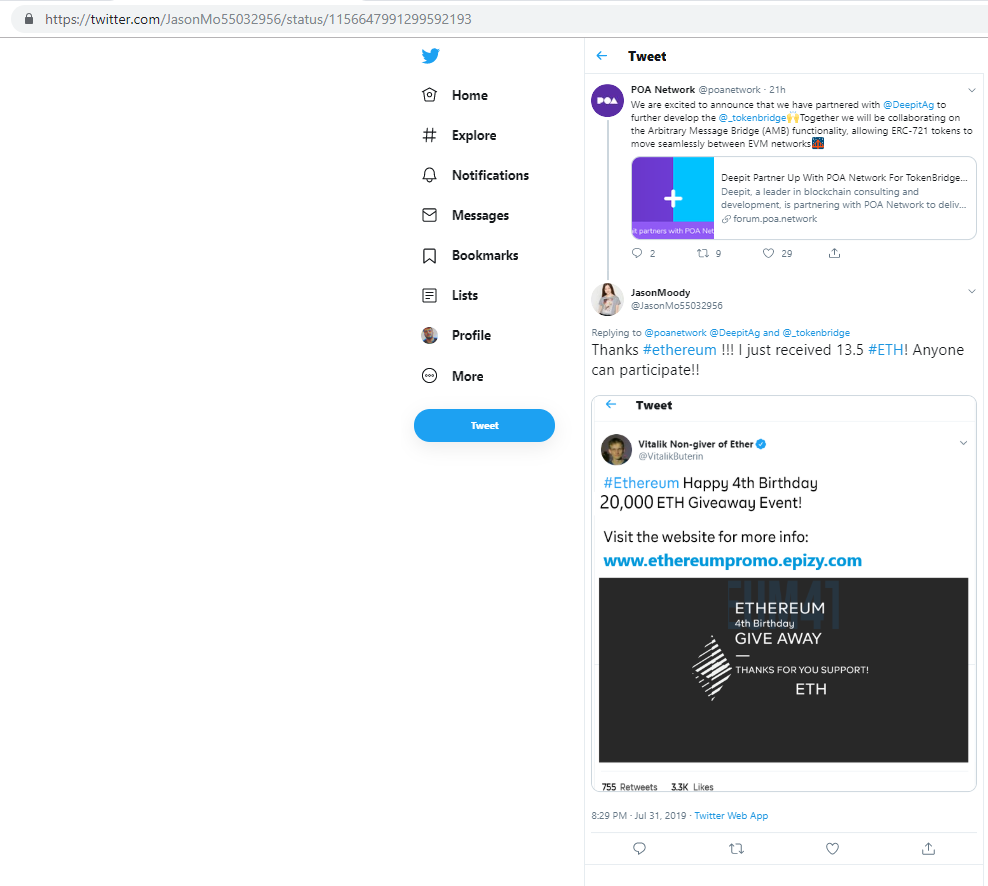 https://twitter.com/JasonMo55032956/status/1156647991299592193
Home
Explore
Notifications
Messages
Bookmarks
Lists
Profile
More
Tweet
Tweet
POA
POA Network @poanetwork · 21h
We are excited to announce that we have partnered with @DeepitAg to
further develop the @_tokenbridge🙌Together we will be collaborating on
the Arbitrary Message Bridge (AMB) functionality, allowing ERC-721 tokens to
move seamlessly between EVM networks🌉
it partners with POA Net
Deepit Partner Up With POA Network For TokenBridge...
Deepit, a leader in blockchain consulting and
development, is partnering with POA Network to deliv...
forum.poa.network
2 9 29
JasonMoody
@JasonMo55032956
Replying to @poanetwork @DeepitAg and @_tokenbridge
Thanks #ethereum !!! I just received 13.5 #ETH! Anyone
can participate!!
Tweet
Vitalik Non-giver of Ether
@VitalikButerin
#Ethereum Happy 4th Birthday
20,000 ETH Giveaway Event!
Visit the website for more info:
www.ethereumpromo.epizy.com
ETHEREUM
4th Birthday
GIVE AWAY
THANKS FOR YOU SUPPORT!
ETH
755 Retweets 3.3K Likes
8:29 PM · Jul 31, 2019 · Twitter Web App